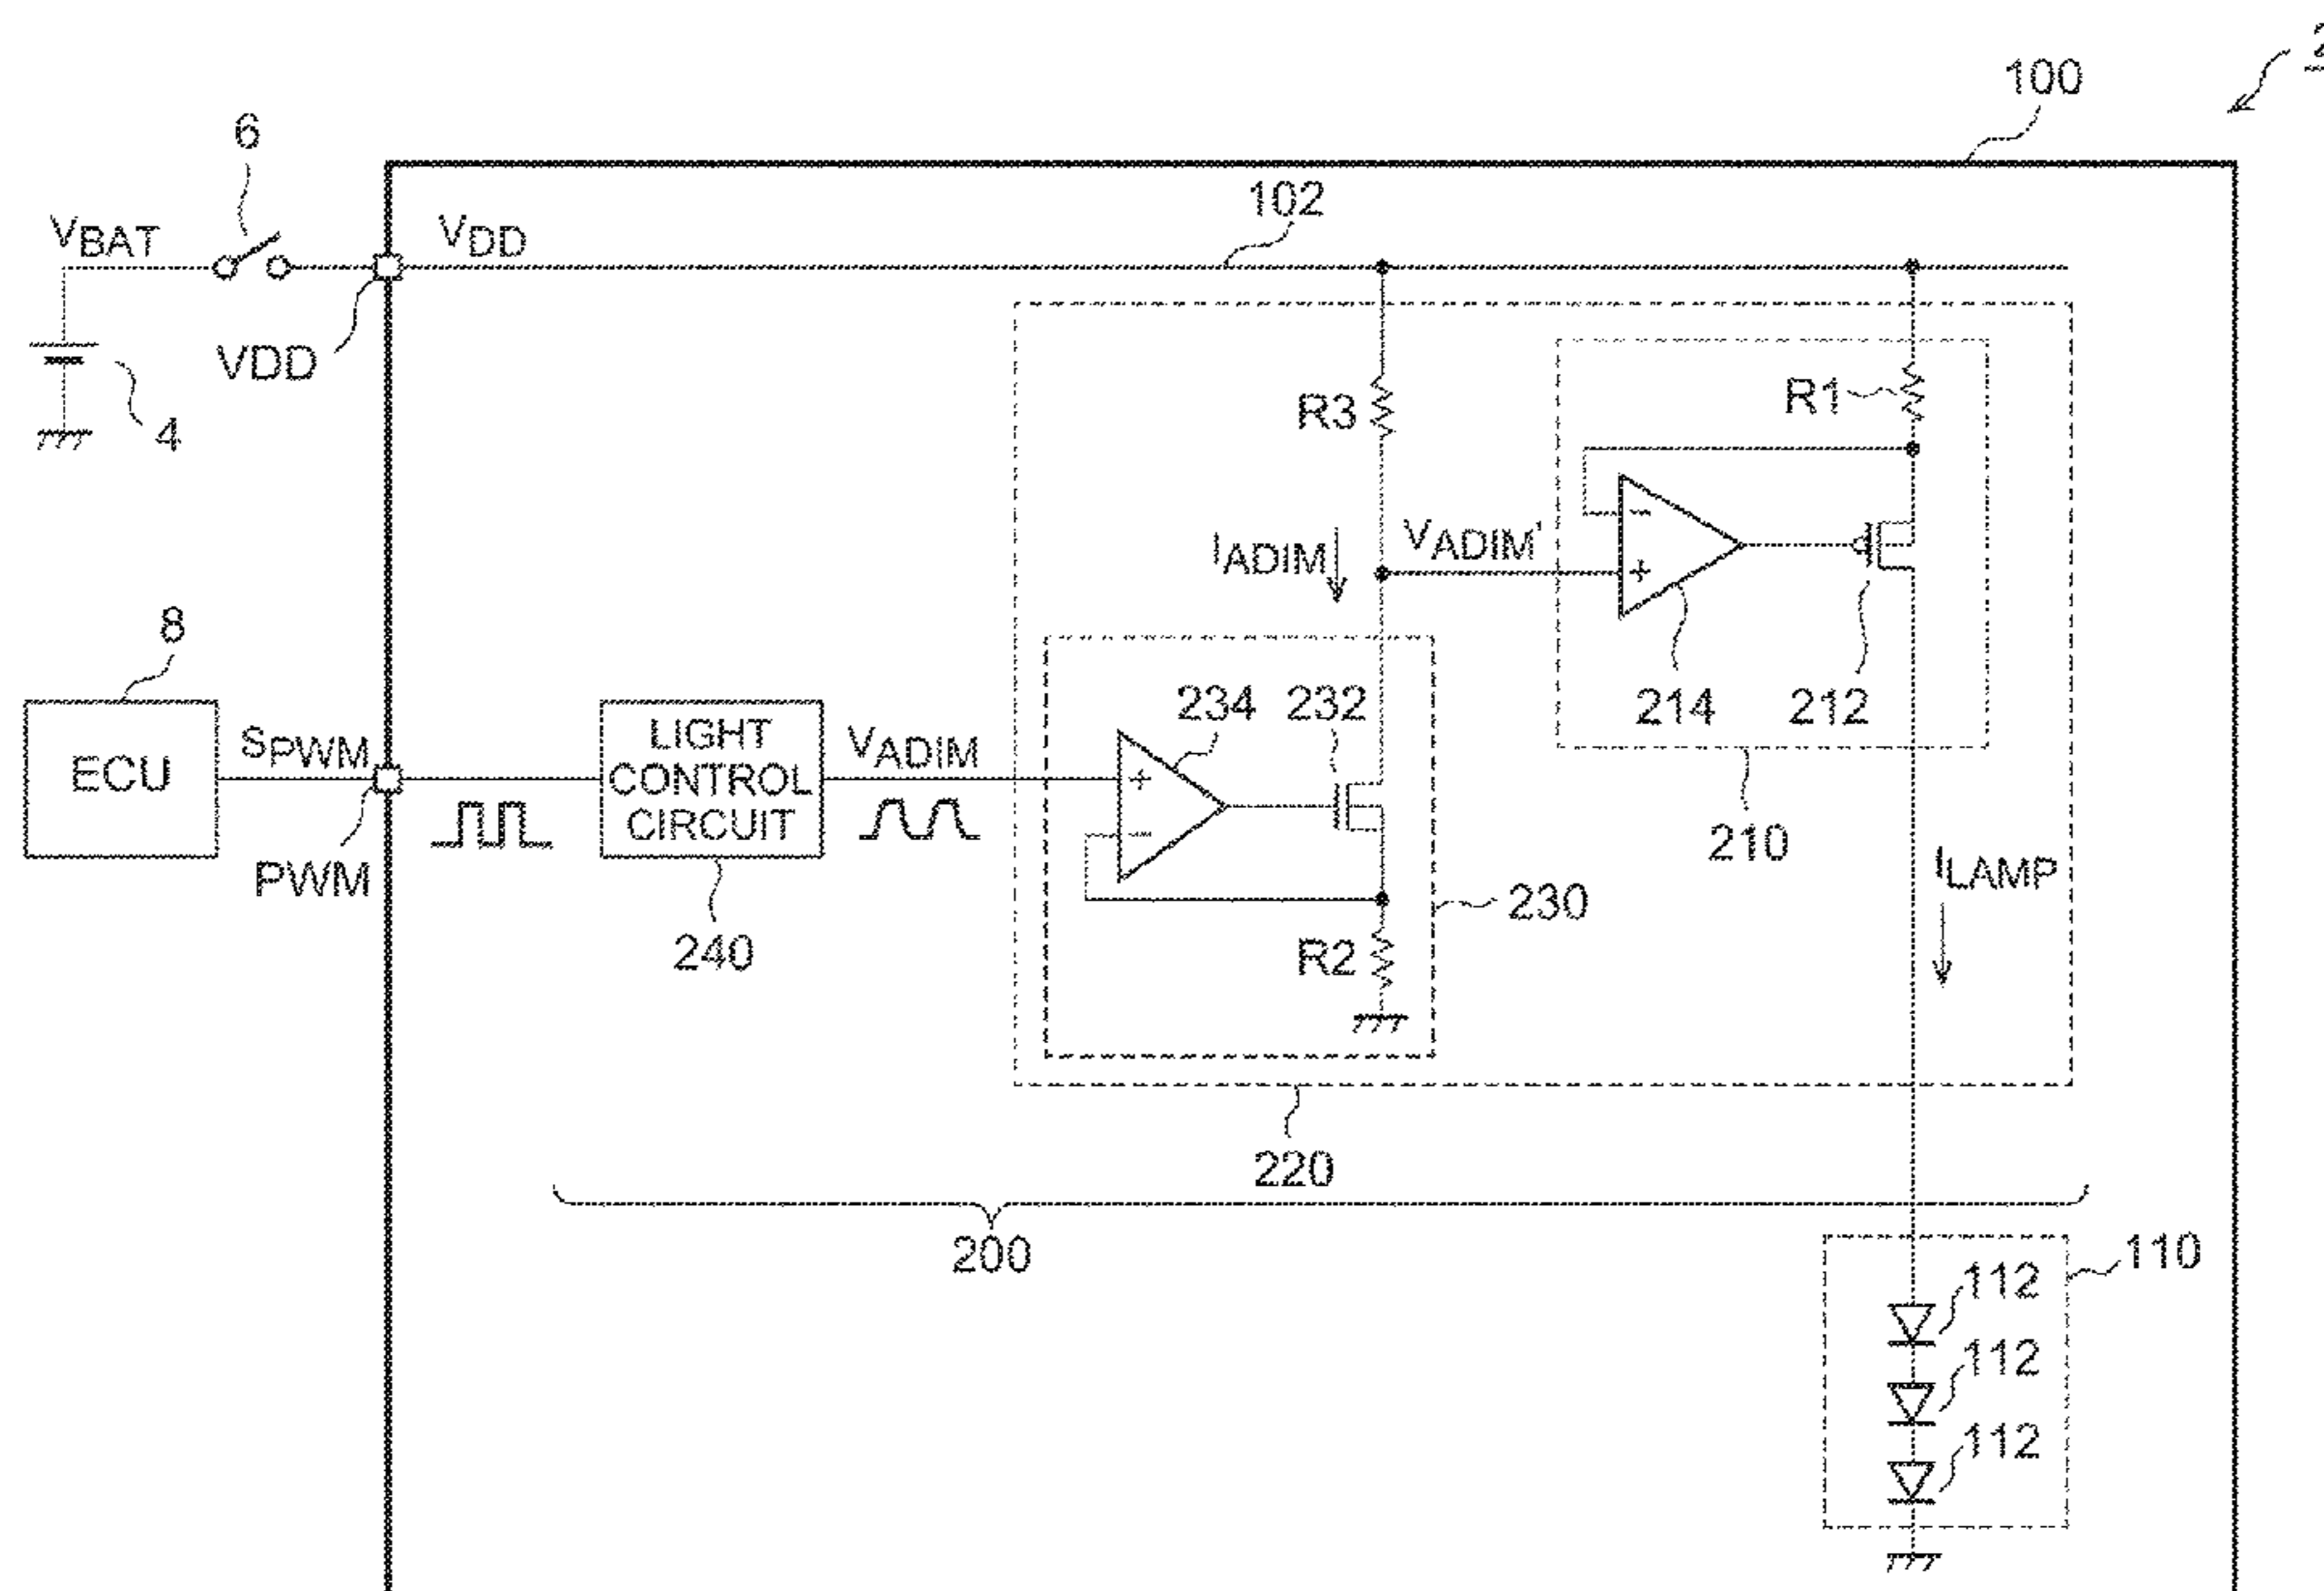 2
100
6
102
VBAT
VDD
VDD
4
R3
R1
IADIM
VADIM'
8
ECU
SPWM
PWM
LIGHT
CONTROL
CIRCUIT
240
VADIM
234
232
214
212
210
230
R2
ILAMP
220
200
110
112
112
112